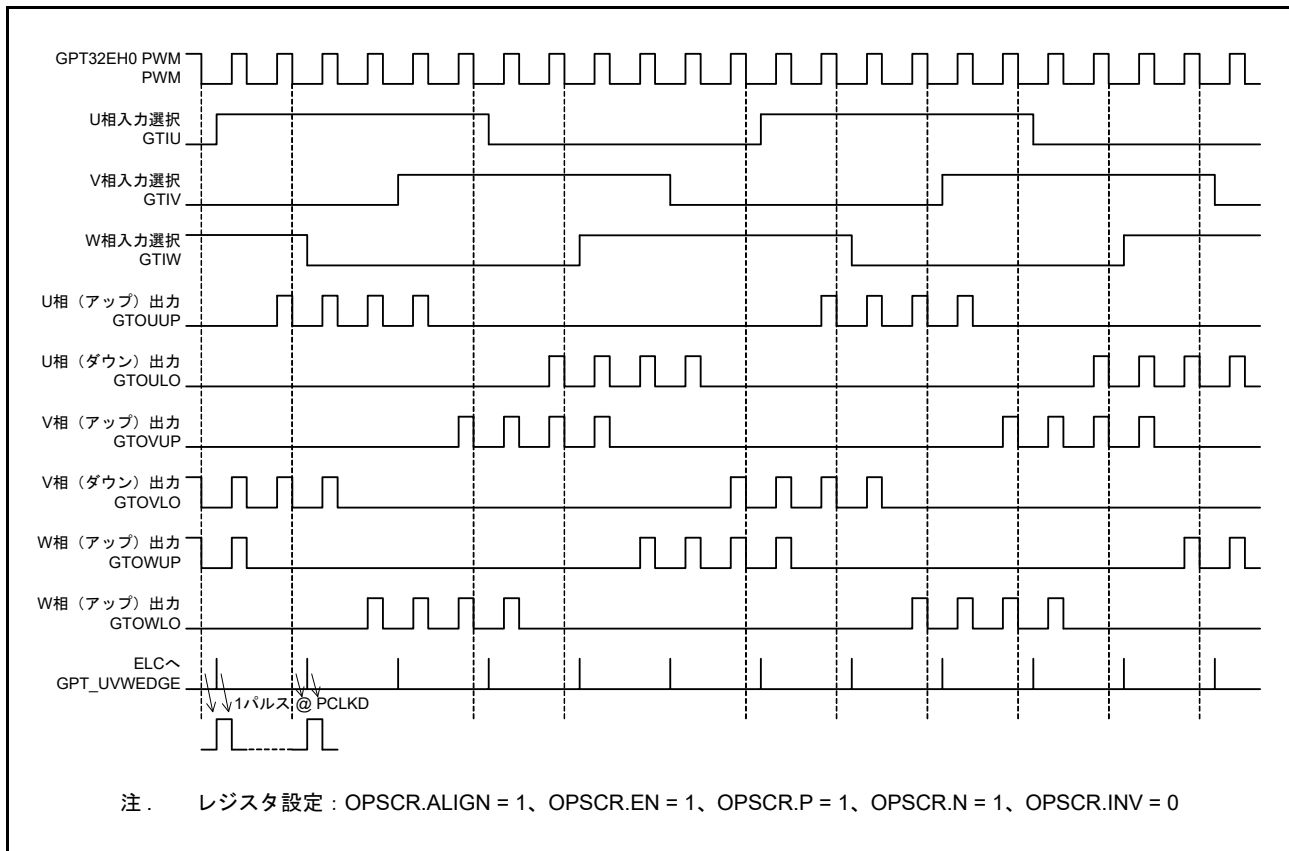 GPT32EH0 PWM
PWM
U相入力選択
GTIU
V相入力選択
GTIV
W相入力選択
GTIW
U相（アップ）出力
GTOUUP
U相（ダウン）出力
GTOULO
V相（アップ）出力
GTOVUP
V相（ダウン）出力
GTOVLO
W相（アップ）出力
GTOWUP
W相（アップ）出力
GTOWLO
ELCへ
GPT_UVWEDGE
1パルス @ PCLKD
注． レジスタ設定：OPSCR.ALIGN = 1、OPSCR.EN = 1、OPSCR.P = 1、OPSCR.N = 1、OPSCR.INV = 0